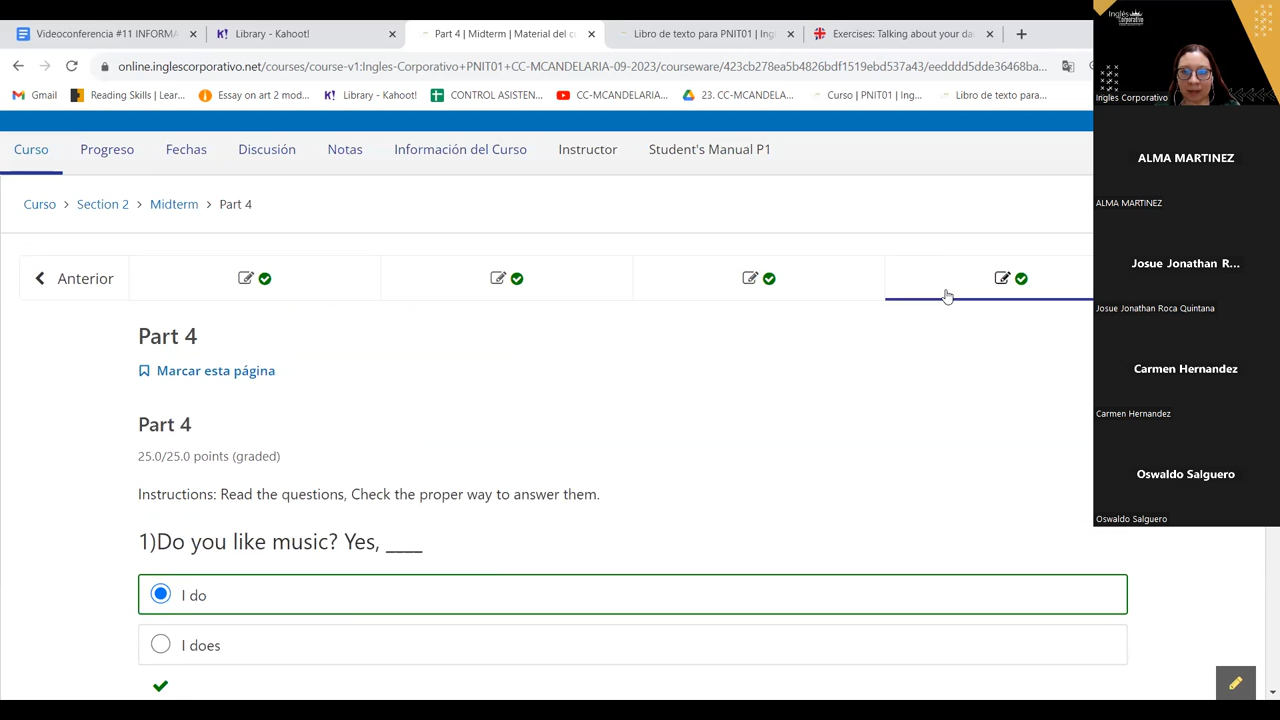 Videoconferencia #11 INFORMA
Library - Kahoot!
Part 4 | Midterm | Material del c
Libro de texto para PNIT01 | Ing
Exercises: Talking about your da
online.inglescorporativo.net/courses/course-v1:Ingles-Corporativo+PNIT01+CC-MCANDELARIA-09-2023/courseware/423cb278ea5b4826bdf1519ebd537a43/eedddd5dde36468ba...
Gmail
Reading Skills | Lear...
Essay on art 2 mod...
Library - Kahoot!
CONTROL ASISTEN...
CC-MCANDELARIA...
23. CC-MCANDELA...
Curso | PNIT01 | Ing...
Libro de texto para...
Curso
Progreso
Fechas
Discusión
Notas
Información del Curso
Instructor
Student's Manual P1
Curso > Section 2 > Midterm > Part 4
Anterior
Part 4
Marcar esta página
Part 4
25.0/25.0 points (graded)
Instructions: Read the questions, Check the proper way to answer them.
1)Do you like music? Yes, ____
I do
I does
Inglés
Corporativo
Ingles Corporativo
ALMA MARTINEZ
ALMA MARTINEZ
Josue Jonathan R...
Josue Jonathan Roca Quintana
Carmen Hernandez
Carmen Hernandez
Oswaldo Salguero
Oswaldo Salguero